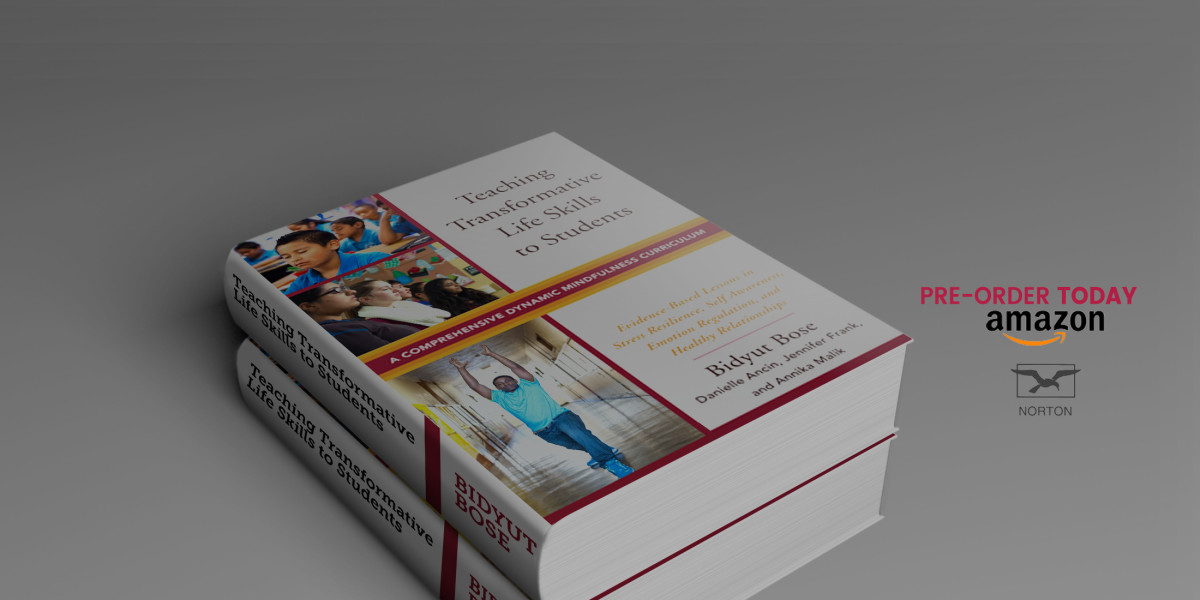 Teaching
Transformative
Life Skills
to Students
A COMPREHENSIVE DYNAMIC MINDFULNESS CURRICULUM
Evidence-Based Lessons in
Stress Resilience, Self-Awareness,
Emotion Regulation, and
Healthy Relationships
Bidyut Bose
Danielle Ancin, Jennifer Frank,
and Annika Malik
Teaching Transformative
Life Skills to Students
BIDYUT
BOSE
Teaching Transformative
Life Skills to Students
PRE-ORDER TODAY
amazon
NORTON